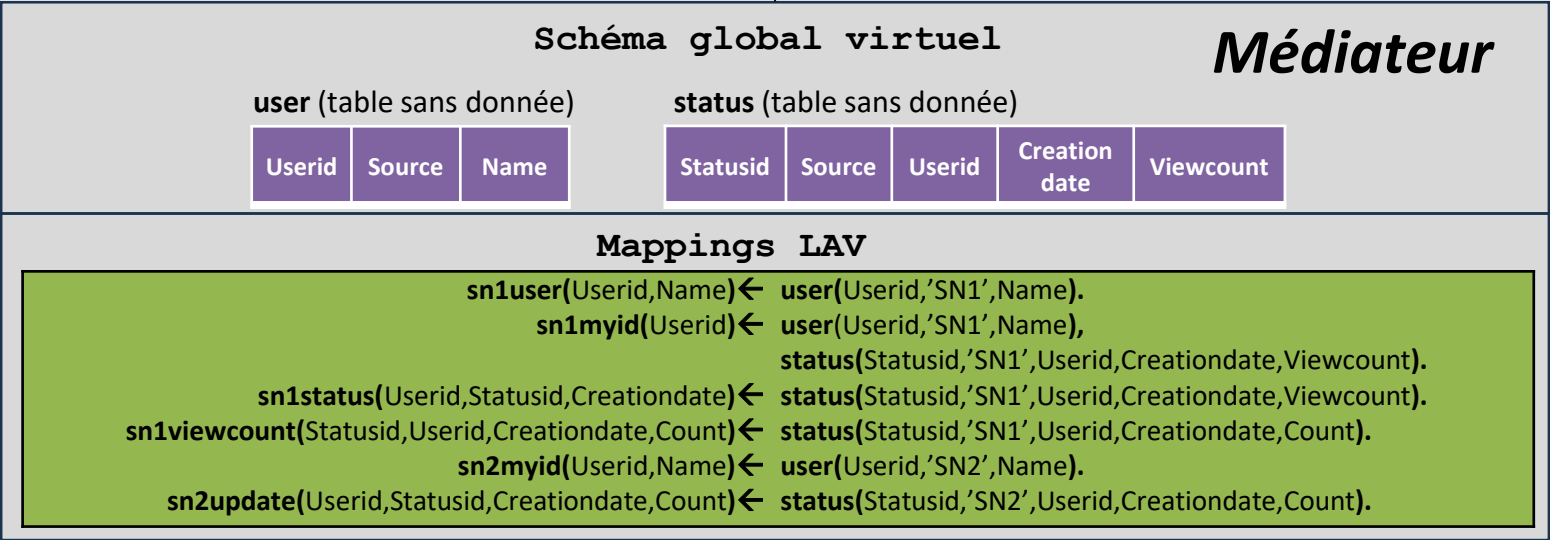 Schéma global virtuel
Médiateur
user (table sans donnée)
status (table sans donnée)
Userid Source Name
Statusid Source Userid Creation date Viewcount
Mappings LAV
sn1user(Userid,Name)← user(Userid,’SN1’,Name).
sn1myid(Userid)← user(Userid,’SN1’,Name),
status(Statusid,’SN1’,Userid,Creationdate,Viewcount).
sn1status(Userid,Statusid,Creationdate)← status(Statusid,’SN1’,Userid,Creationdate,Viewcount).
sn1viewcount(Statusid,Userid,Creationdate,Count)← status(Statusid,’SN1’,Userid,Creationdate,Count).
sn2myid(Userid,Name)← user(Userid,’SN2’,Name).
sn2update(Userid,Statusid,Creationdate,Count)← status(Statusid,’SN2’,Userid,Creationdate,Count).